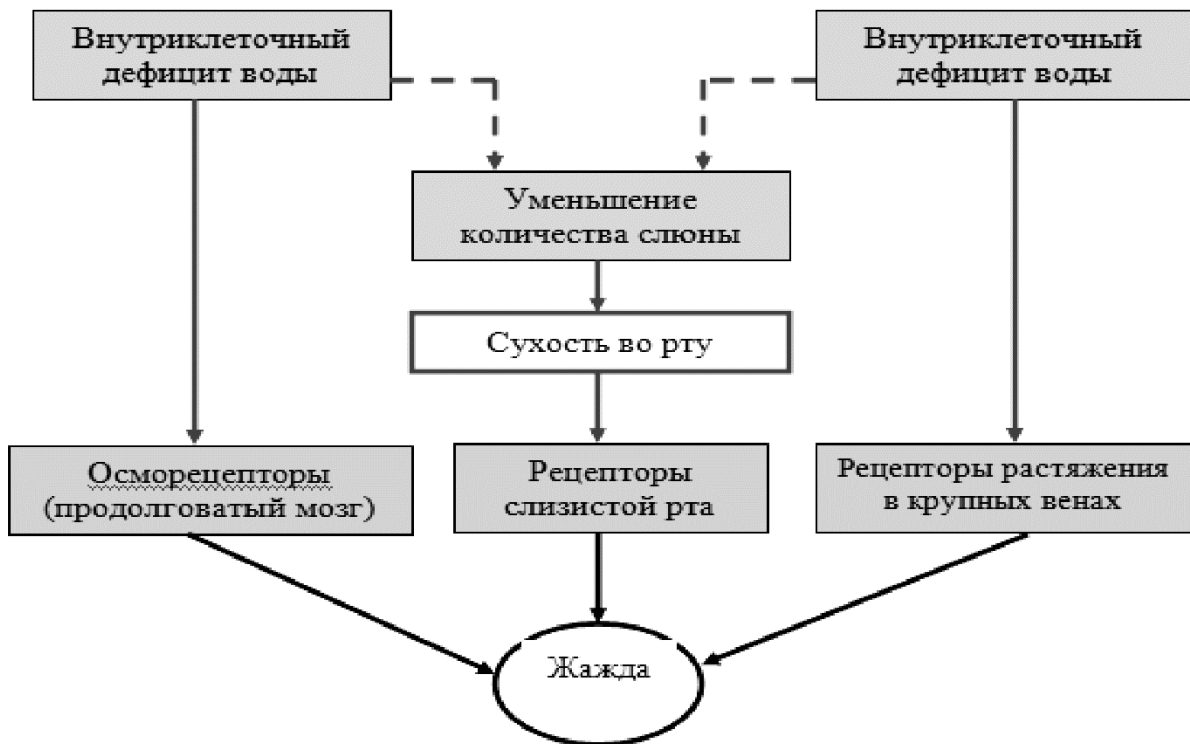 Внутриклеточный
дефицит воды
Внутриклеточный
дефицит воды
Уменьшение
количества слюны
Сухость во рту
Осморецепторы
(продолговатый мозг)
Рецепторы
слизистой рта
Рецепторы растяжения
в крупных венах
Жажда